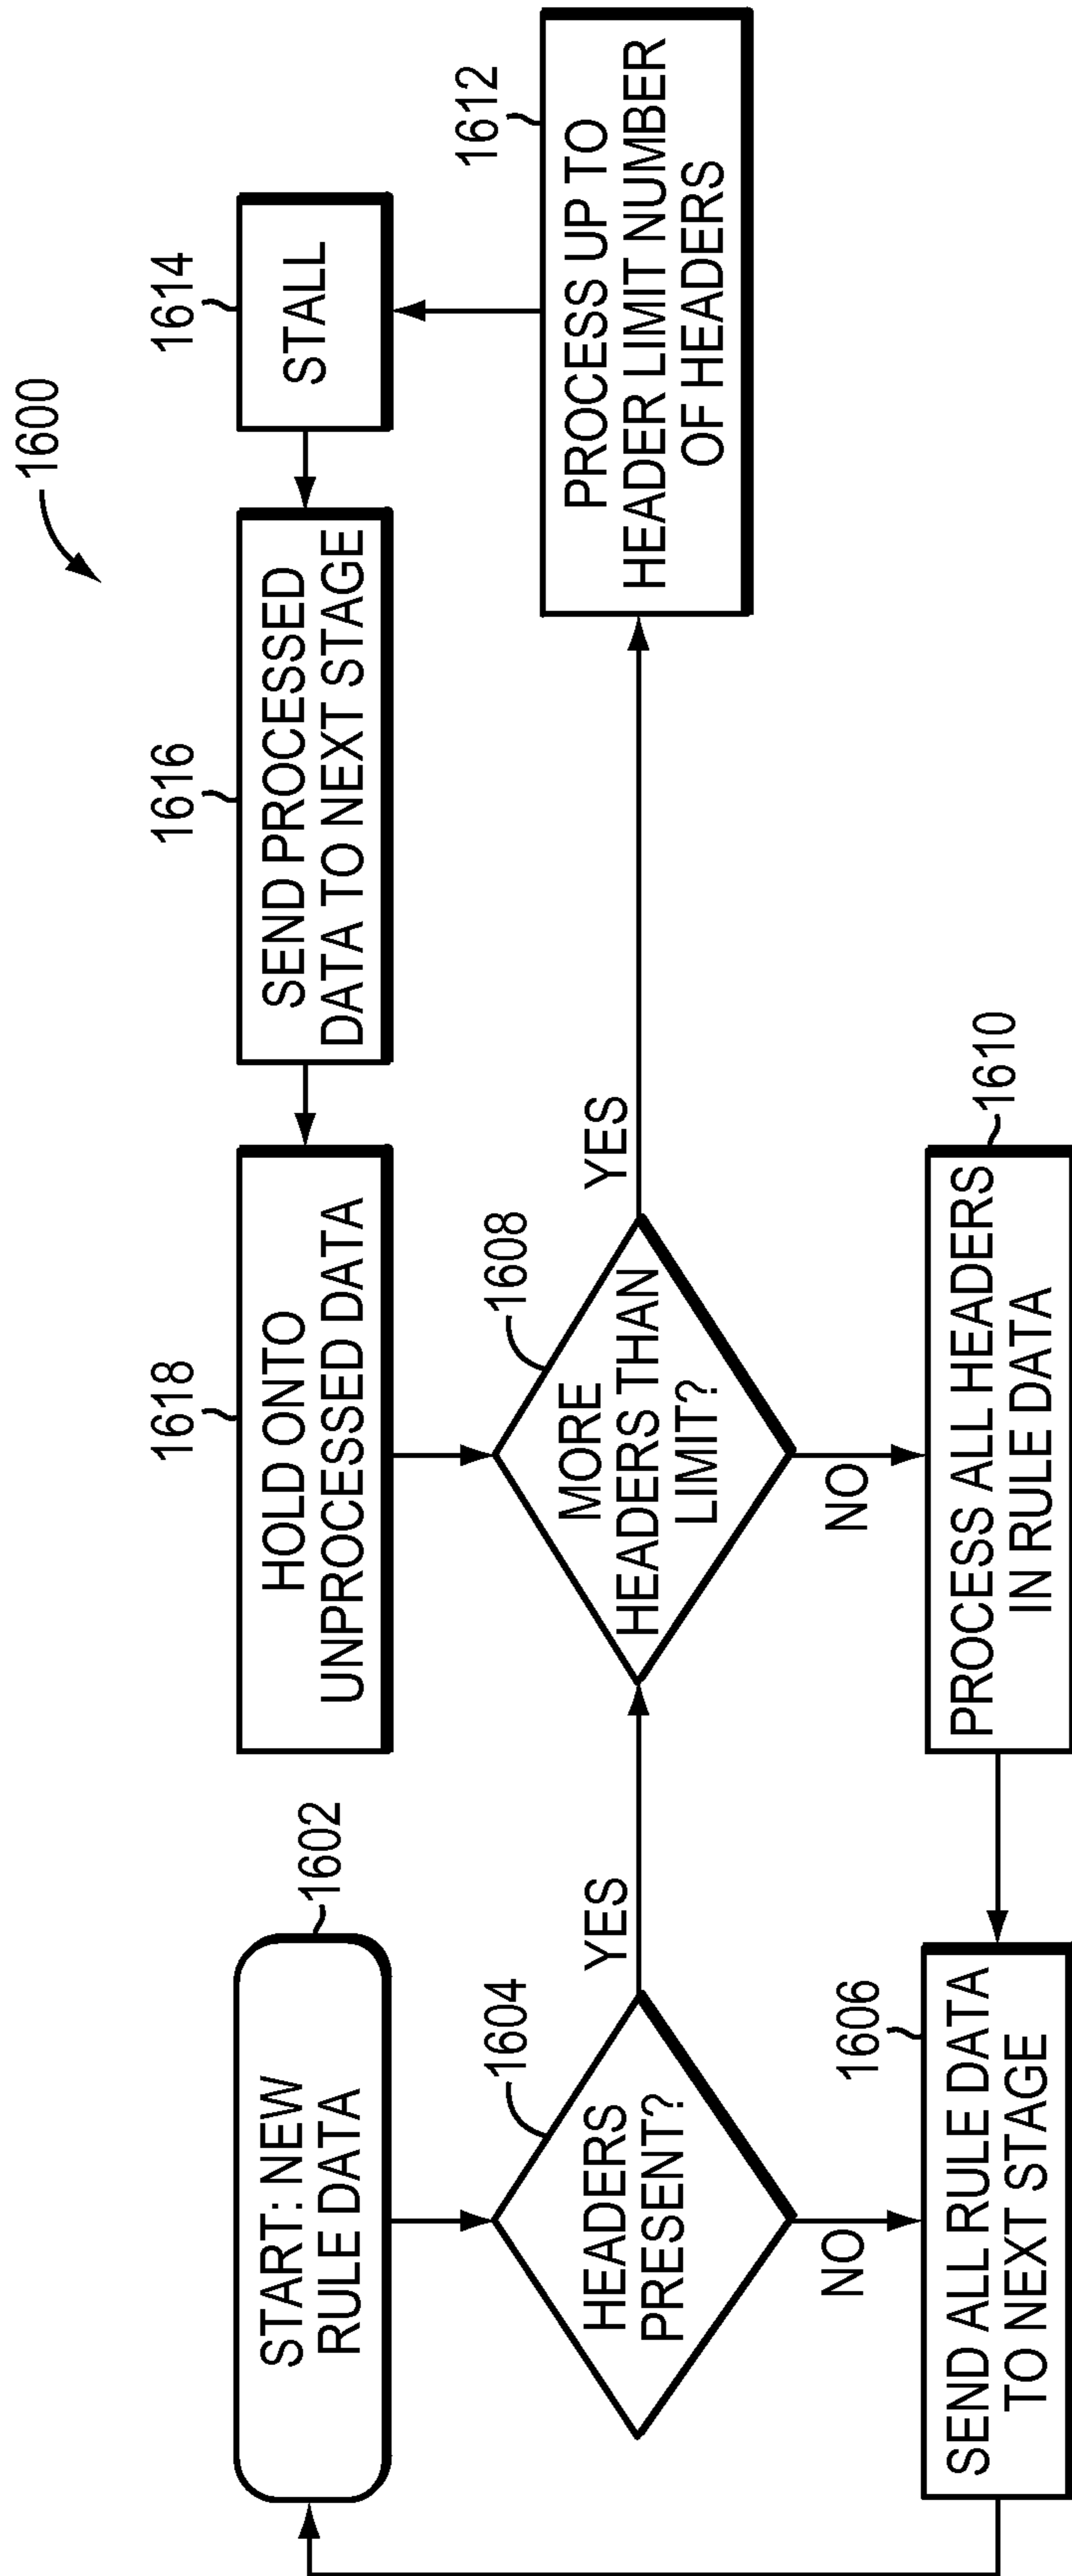 1600
1602
START: NEW
RULE DATA
1604
HEADERS
PRESENT?
YES
NO
1606
SEND ALL RULE DATA
TO NEXT STAGE
1618
HOLD ONTO
UNPROCESSED DATA
1608
MORE
HEADERS THAN
LIMIT?
YES
NO
1610
PROCESS ALL HEADERS
IN RULE DATA
1616
SEND PROCESSED
DATA TO NEXT STAGE
1614
STALL
1612
PROCESS UP TO
HEADER LIMIT NUMBER
OF HEADERS